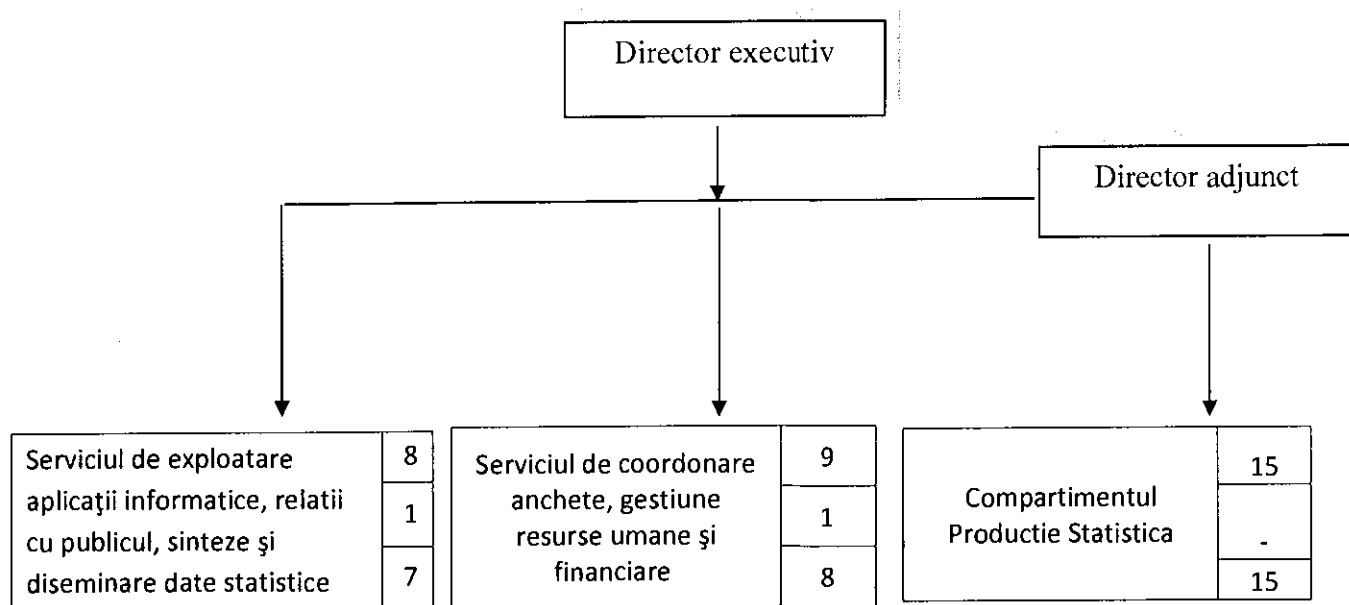 Director executiv
Director adjunct
Serviciul de exploatare
aplicaţii informatice, relatii
cu publicul, sinteze şi
diseminare date statistice
8
1
7
Serviciul de coordonare
anchete, gestiune
resurse umane şi
financiare
9
1
8
Compartimentul
Productie Statistica
15
-
15